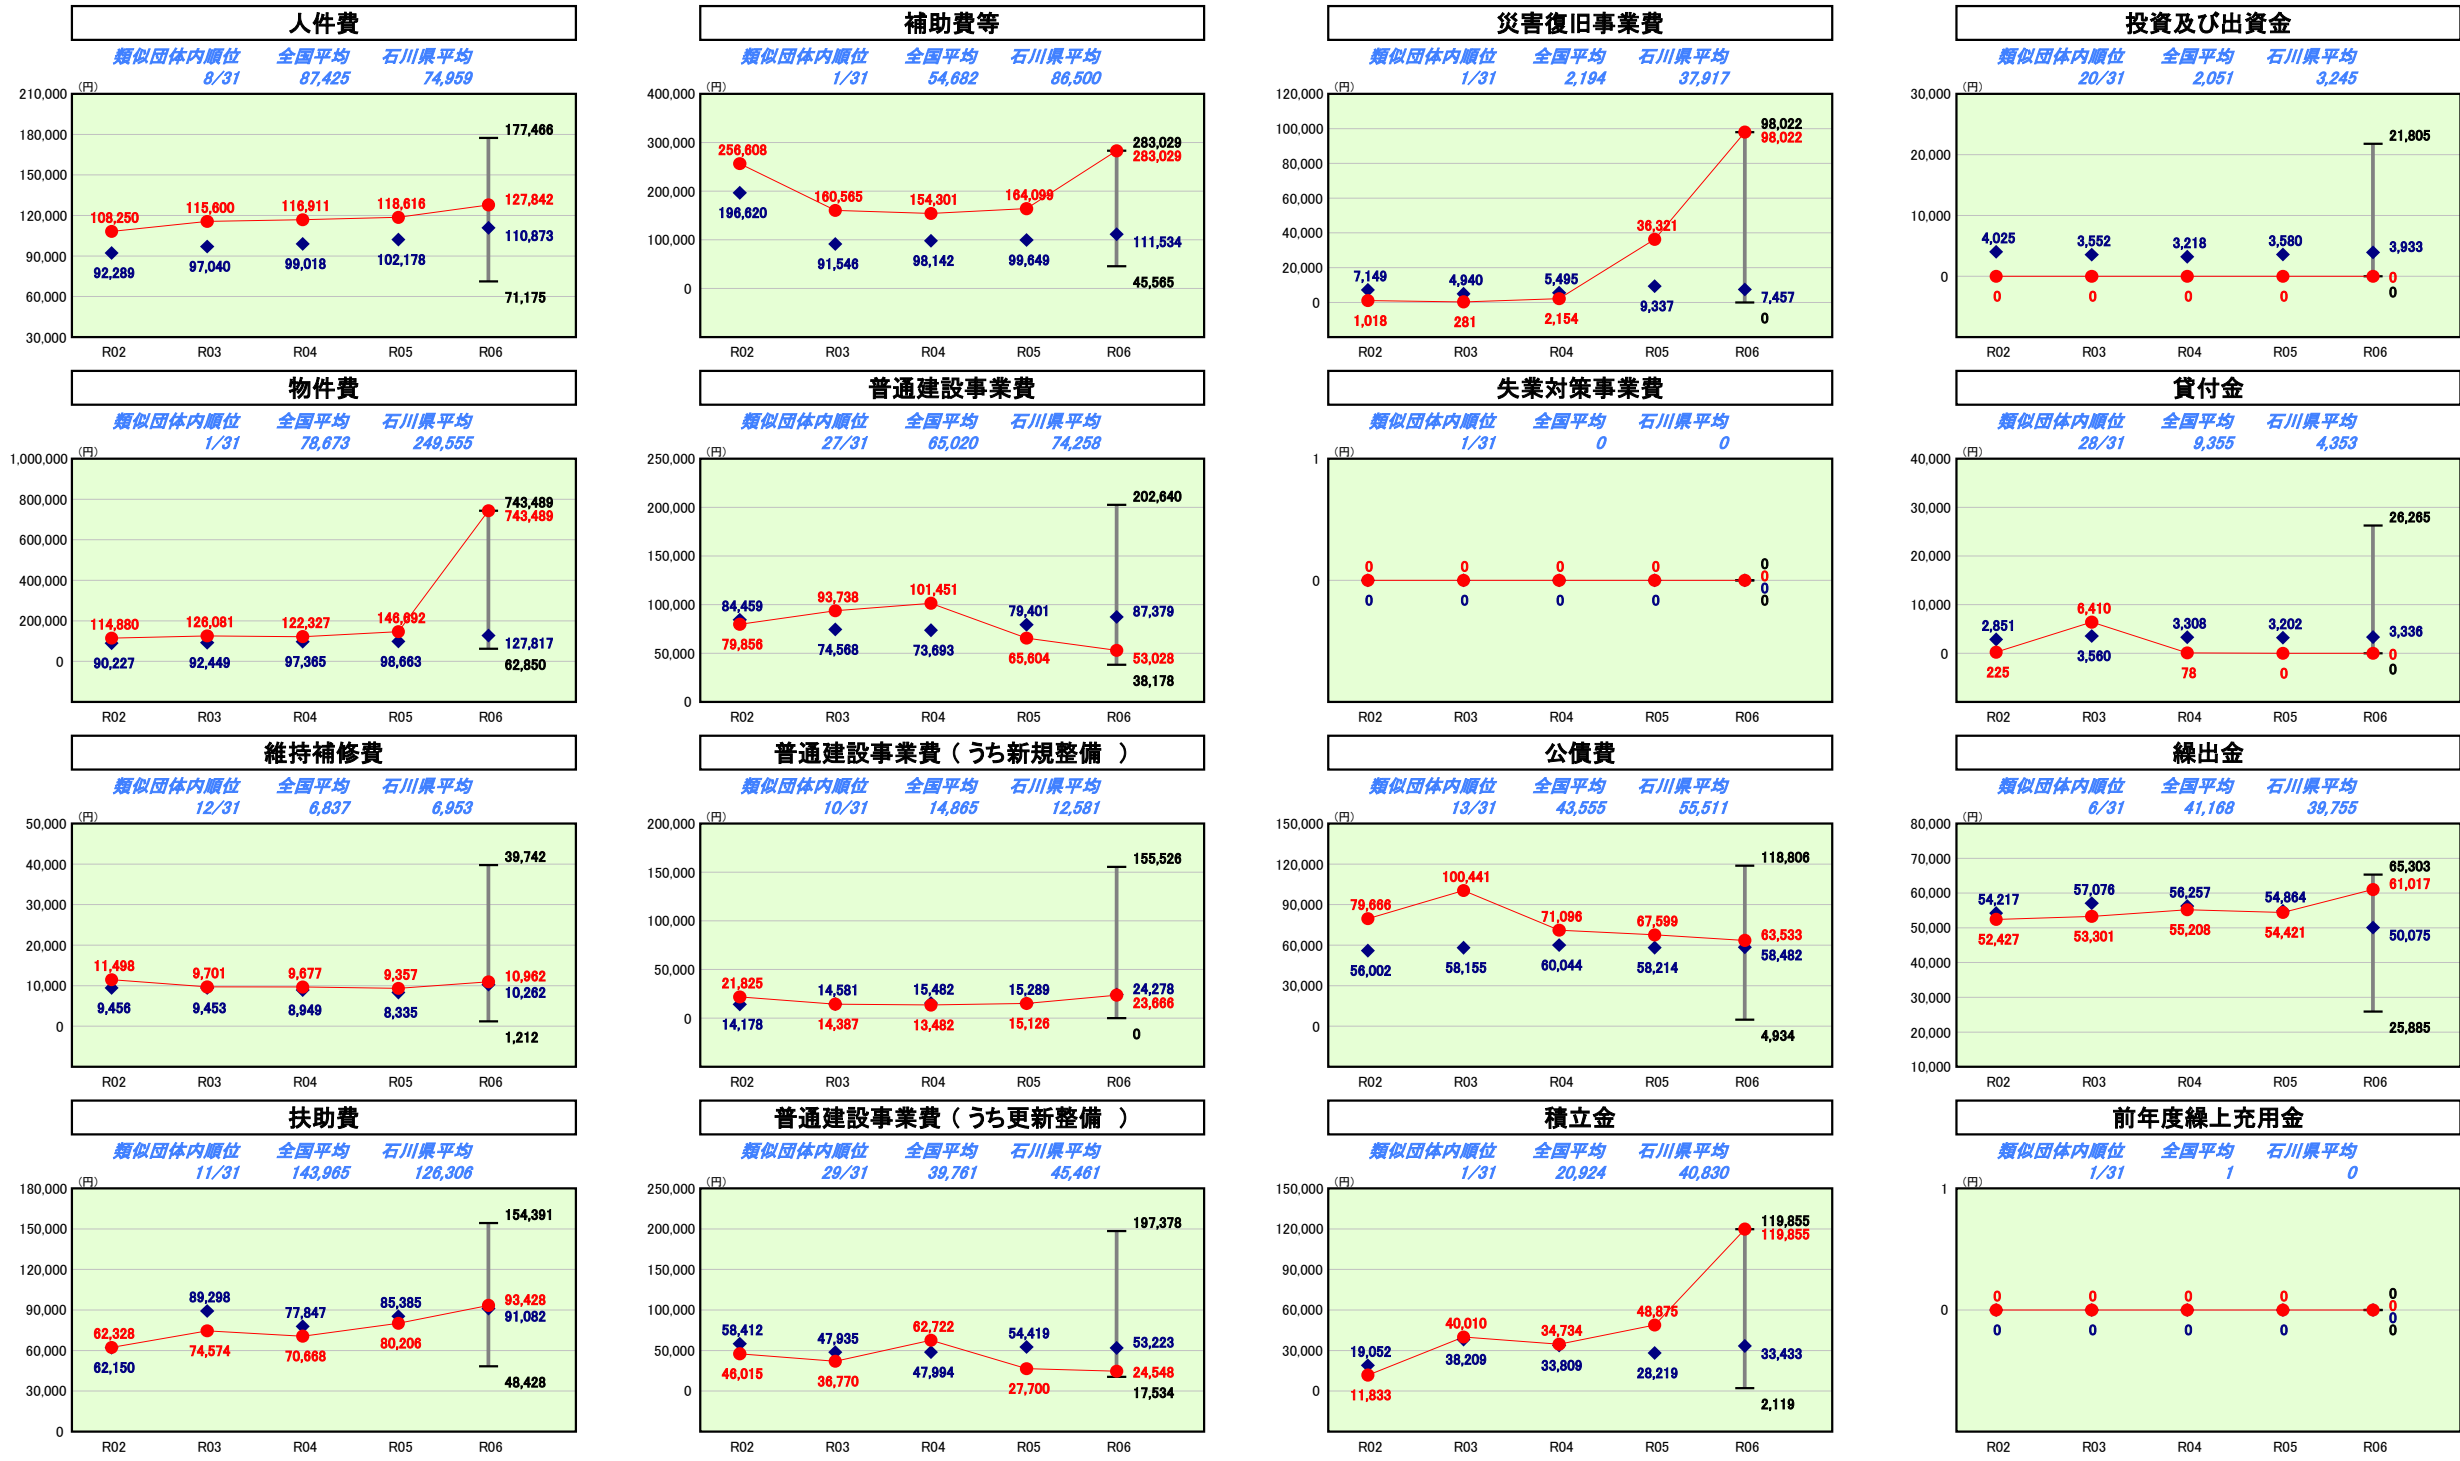 人件費
類似団体内順位 全国平均 石川県平均
8/31 87,425 74,959
(円)
210,000
180,000
150,000
120,000
90,000
60,000
30,000
108,250 115,600 116,911 118,616 127,842
92,289 97,040 99,018 102,178 110,873
177,466
71,175
R02 R03 R04 R05 R06
補助費等
類似団体内順位 全国平均 石川県平均
1/31 54,682 86,500
(円)
400,000
300,000
200,000
100,000
0
256,608 160,565 154,301 164,099 283,029
196,620 91,546 98,142 99,649 111,534
283,029
45,565
R02 R03 R04 R05 R06
災害復旧事業費
類似団体内順位 全国平均 石川県平均
1/31 2,194 37,917
(円)
120,000
100,000
80,000
60,000
40,000
20,000
0
7,149 4,940 5,495 9,337 7,457
1,018 281 2,154 36,321 98,022
98,022
0
R02 R03 R04 R05 R06
投資及び出資金
類似団体内順位 全国平均 石川県平均
20/31 2,051 3,245
(円)
30,000
20,000
10,000
0
4,025 3,552 3,218 3,580 3,933
0 0 0 0 0
21,805
0
R02 R03 R04 R05 R06
物件費
類似団体内順位 全国平均 石川県平均
1/31 78,673 249,555
(円)
1,000,000
800,000
600,000
400,000
200,000
0
114,880 126,081 122,327 146,692 743,489
90,227 92,449 97,365 98,663 127,817
743,489
62,850
R02 R03 R04 R05 R06
普通建設事業費
類似団体内順位 全国平均 石川県平均
27/31 65,020 74,258
(円)
250,000
200,000
150,000
100,000
50,000
0
84,459 74,568 73,693 79,401 87,379
79,856 93,738 101,451 65,604 53,028
202,640
38,178
R02 R03 R04 R05 R06
失業対策事業費
類似団体内順位 全国平均 石川県平均
1/31 0 0
(円)
1
0
0 0 0 0 0
0 0 0 0 0
0
0
R02 R03 R04 R05 R06
貸付金
類似団体内順位 全国平均 石川県平均
28/31 9,355 4,353
(円)
40,000
30,000
20,000
10,000
0
2,851 3,560 3,308 3,202 3,336
225 6,410 78 0 0
26,265
0
R02 R03 R04 R05 R06
維持補修費
類似団体内順位 全国平均 石川県平均
12/31 6,837 6,953
(円)
50,000
40,000
30,000
20,000
10,000
0
11,498 9,701 9,677 9,357 10,962
9,456 9,453 8,949 8,335 10,262
39,742
1,212
R02 R03 R04 R05 R06
普通建設事業費(うち新規整備 )
類似団体内順位 全国平均 石川県平均
10/31 14,865 12,581
(円)
200,000
150,000
100,000
50,000
0
21,825 14,387 13,482 15,126 23,666
14,178 14,581 15,482 15,289 24,278
155,526
0
R02 R03 R04 R05 R06
公債費
類似団体内順位 全国平均 石川県平均
13/31 43,555 55,511
(円)
150,000
120,000
90,000
60,000
30,000
0
79,666 100,441 71,096 67,599 63,533
56,002 58,155 60,044 58,214 58,482
118,806
4,934
R02 R03 R04 R05 R06
繰出金
類似団体内順位 全国平均 石川県平均
6/31 41,168 39,755
(円)
80,000
70,000
60,000
50,000
40,000
30,000
20,000
10,000
54,217 57,076 56,257 54,864 50,075
52,427 53,301 55,208 54,421 61,017
65,303
25,885
R02 R03 R04 R05 R06
扶助費
類似団体内順位 全国平均 石川県平均
11/31 143,965 126,306
(円)
180,000
150,000
120,000
90,000
60,000
30,000
0
62,328 74,574 70,668 80,206 93,428
62,150 89,298 77,847 85,385 91,082
154,391
48,428
R02 R03 R04 R05 R06
普通建設事業費(うち更新整備 )
類似団体内順位 全国平均 石川県平均
29/31 39,761 45,461
(円)
250,000
200,000
150,000
100,000
50,000
0
58,412 47,935 47,994 54,419 53,223
46,015 36,770 62,722 27,700 24,548
197,378
17,534
R02 R03 R04 R05 R06
積立金
類似団体内順位 全国平均 石川県平均
1/31 20,924 40,830
(円)
150,000
120,000
90,000
60,000
30,000
0
19,052 38,209 33,809 28,219 33,433
11,833 40,010 34,734 48,875 119,855
119,855
2,119
R02 R03 R04 R05 R06
前年度繰上充用金
類似団体内順位 全国平均 石川県平均
1/31 1 0
(円)
1
0
0 0 0 0 0
0 0 0 0 0
0
0
R02 R03 R04 R05 R06